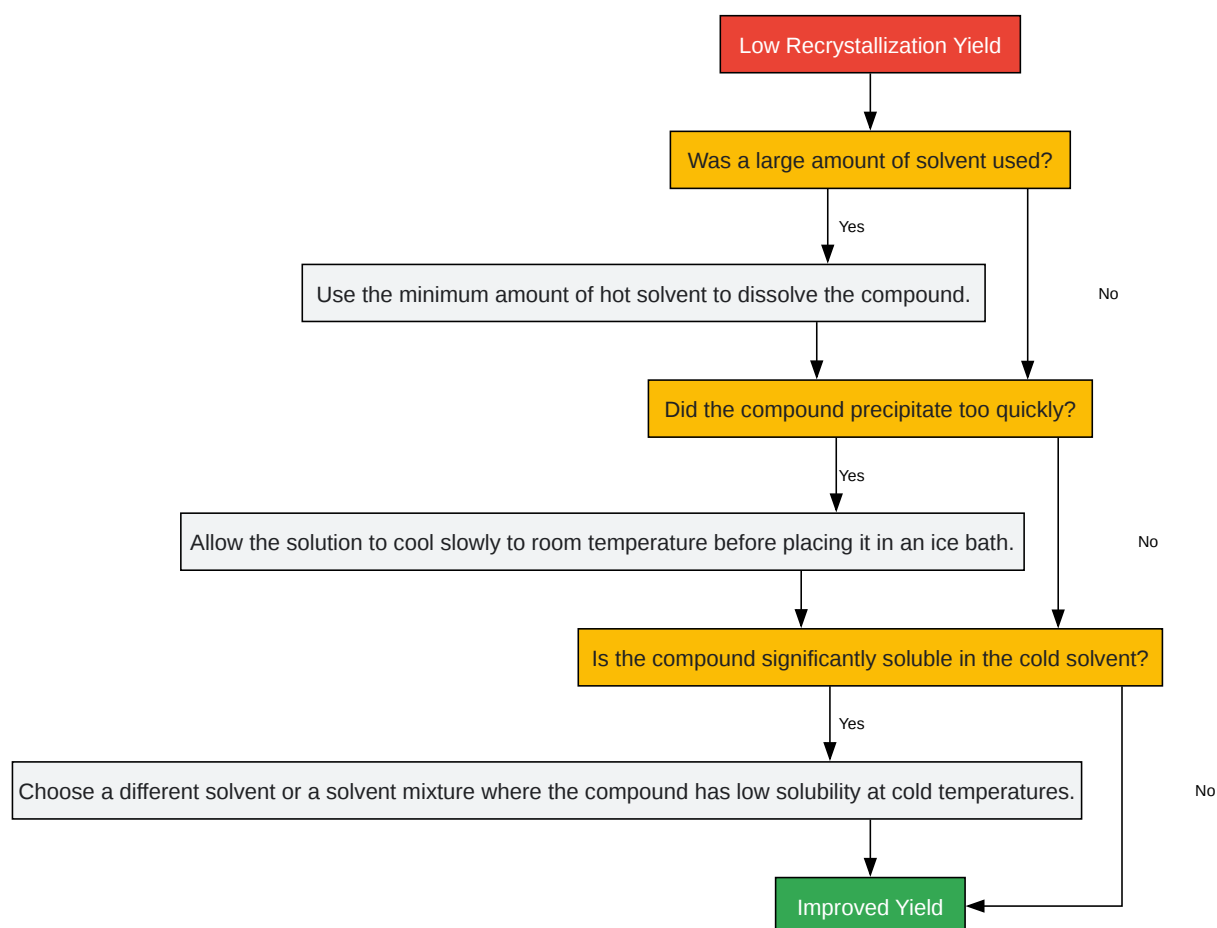 Low Recrystallization Yield
Was a large amount of solvent used?
Yes
Use the minimum amount of hot solvent to dissolve the compound.
No
Did the compound precipitate too quickly?
Yes
Allow the solution to cool slowly to room temperature before placing it in an ice bath.
No
Is the compound significantly soluble in the cold solvent?
Yes
Choose a different solvent or a solvent mixture where the compound has low solubility at cold temperatures.
No
Improved Yield